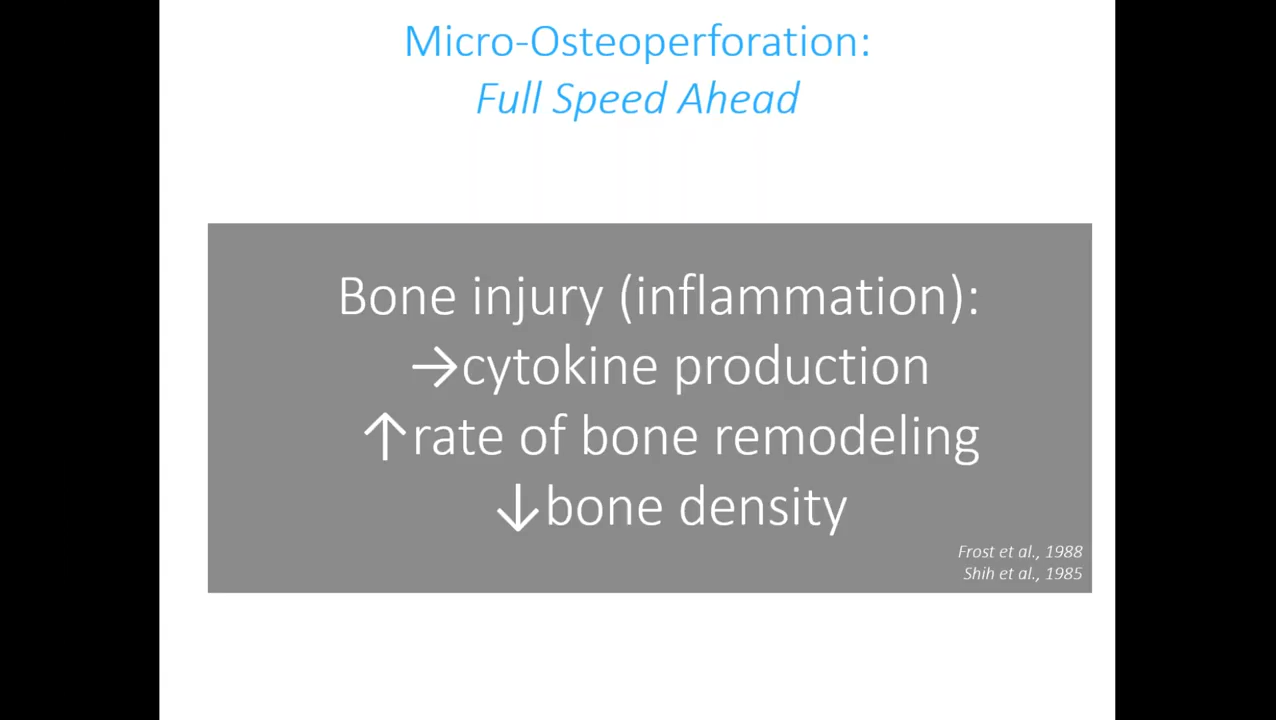 Micro-Osteoperforation:
Full Speed Ahead
Bone injury (inflammation):
→cytokine production
↑rate of bone remodeling
↓bone density
Frost et al., 1988
Shih et al., 1985